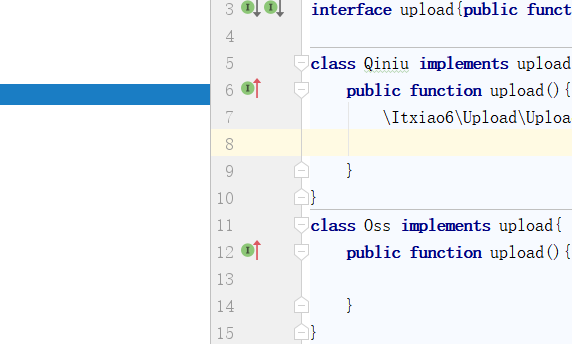 3 interface upload{public funct
4
5 class Qiniu implements upload
6 public function upload(){
7 \Itxiao6\Upload\Uploa
8
9 }
10 }
11 class Oss implements upload{
12 public function upload(){
13
14 }
15 }